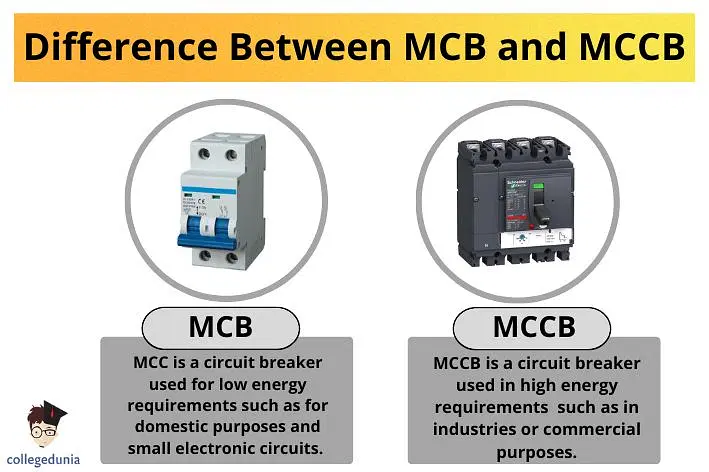 Difference Between MCB and MCCB
Schneider
MCB
MCC is a circuit breaker
used for low energy
requirements such as for
domestic purposes and
small electronic circuits.
MCCB
MCCB is a circuit breaker
used in high energy
requirements such as in
industries or commercial
purposes.
collegedunia